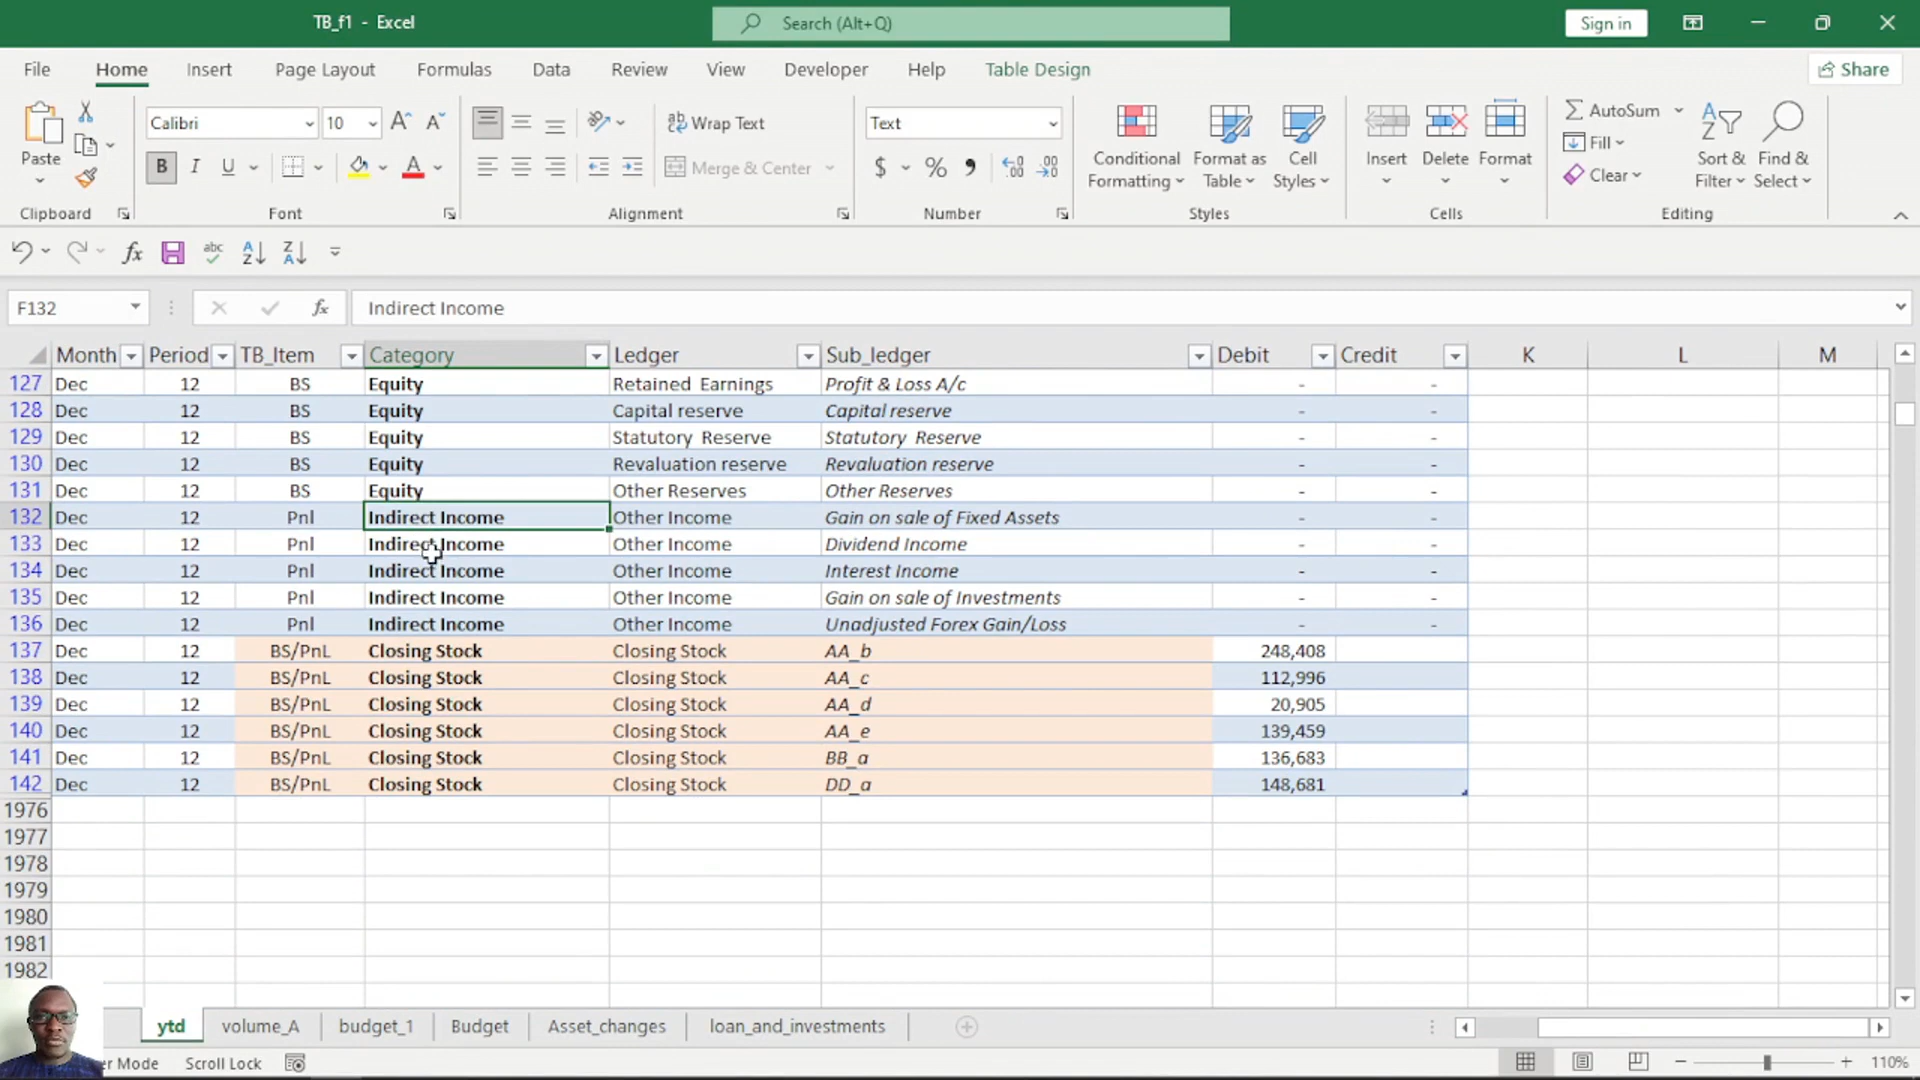 TB_f1 - Excel
Search (Alt+Q)
Sign in
File Home Insert Page Layout Formulas Data Review View Developer Help Table Design
Share
Paste
Calibri 10
B I U
Wrap Text
Merge & Center
Text
$ % ,
Conditional Formatting
Format as Table
Cell Styles
Insert Delete Format
AutoSum
Fill
Clear
Sort & Filter
Find & Select
Clipboard Font Alignment Number Styles Cells Editing
F132 fx Indirect Income
Month Period TB_Item Category Ledger Sub_ledger Debit Credit K L M
127 Dec 12 BS Equity Retained Earnings Profit & Loss A/c - -
128 Dec 12 BS Equity Capital reserve Capital reserve - -
129 Dec 12 BS Equity Statutory Reserve Statutory Reserve - -
130 Dec 12 BS Equity Revaluation reserve Revaluation reserve - -
131 Dec 12 BS Equity Other Reserves Other Reserves - -
132 Dec 12 Pnl Indirect Income Other Income Gain on sale of Fixed Assets - -
133 Dec 12 Pnl Indirect Income Other Income Dividend Income - -
134 Dec 12 Pnl Indirect Income Other Income Interest Income - -
135 Dec 12 Pnl Indirect Income Other Income Gain on sale of Investments - -
136 Dec 12 Pnl Indirect Income Other Income Unadjusted Forex Gain/Loss - -
137 Dec 12 BS/PnL Closing Stock Closing Stock AA_b 248,408
138 Dec 12 BS/PnL Closing Stock Closing Stock AA_c 112,996
139 Dec 12 BS/PnL Closing Stock Closing Stock AA_d 20,905
140 Dec 12 BS/PnL Closing Stock Closing Stock AA_e 139,459
141 Dec 12 BS/PnL Closing Stock Closing Stock BB_a 136,683
142 Dec 12 BS/PnL Closing Stock Closing Stock DD_a 148,681
1976
1977
1978
1979
1980
1981
1982
ytd volume_A budget_1 Budget Asset_changes loan_and_investments
er Mode Scroll Lock 110%